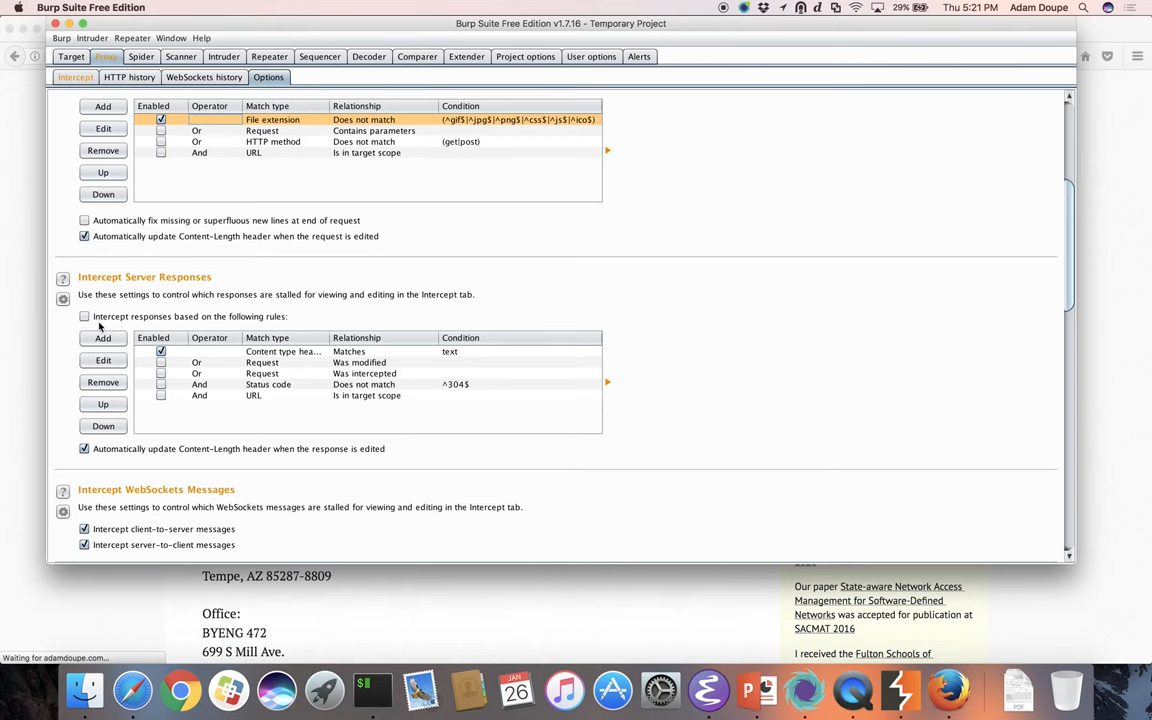 Burp Suite Free Edition 29% Thu 5:21 PM Adam Doupe
Burp Suite Free Edition v1.7.16 - Temporary Project
Burp Intruder Repeater Window Help
Target Proxy Spider Scanner Intruder Repeater Sequencer Decoder Comparer Extender Project options User options Alerts
Intercept HTTP history WebSockets history Options
Add Enabled Operator Match type Relationship Condition
File extension Does not match (^gif$|^jpg$|^png$|^css$|^js$|^ico$)
Edit Or Request Contains parameters
Or HTTP method Does not match (get|post)
Remove And URL Is in target scope
Up
Down
Automatically fix missing or superfluous new lines at end of request
Automatically update Content-Length header when the request is edited
? Intercept Server Responses
Use these settings to control which responses are stalled for viewing and editing in the Intercept tab.
Intercept responses based on the following rules:
Add Enabled Operator Match type Relationship Condition
Content type hea... Matches text
Edit Or Request Was modified
Or Request Was intercepted
Remove And Status code Does not match ^304$
And URL Is in target scope
Up
Down
Automatically update Content-Length header when the response is edited
? Intercept WebSockets Messages
Use these settings to control which WebSockets messages are stalled for viewing and editing in the Intercept tab.
Intercept client-to-server messages
Intercept server-to-client messages
Tempe, AZ 85287-8809
Office:
BYENG 472
699 S Mill Ave.
Our paper State-aware Network Access
Management for Software-Defined
Networks was accepted for publication at
SACMAT 2016
I received the Fulton Schools of
Waiting for adamdoupe.com...
JAN
26
$
PDF